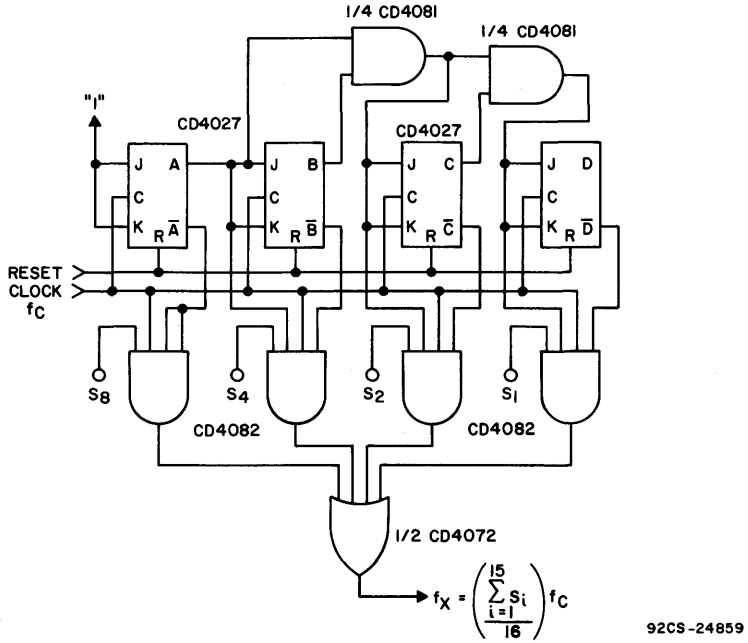 1/4 CD4081
1/4 CD4081
"1"
CD4027
CD4027
J A
C
K R A̅
J B
C
K R B̅
J C
C
K R C̅
J D
C
K R D̅
RESET
CLOCK
fC
S8
S4
S2
S1
CD4082
CD4082
1/2 CD4072
fX = (15 ∑ i=1 Si / 16) fC
92CS-24859